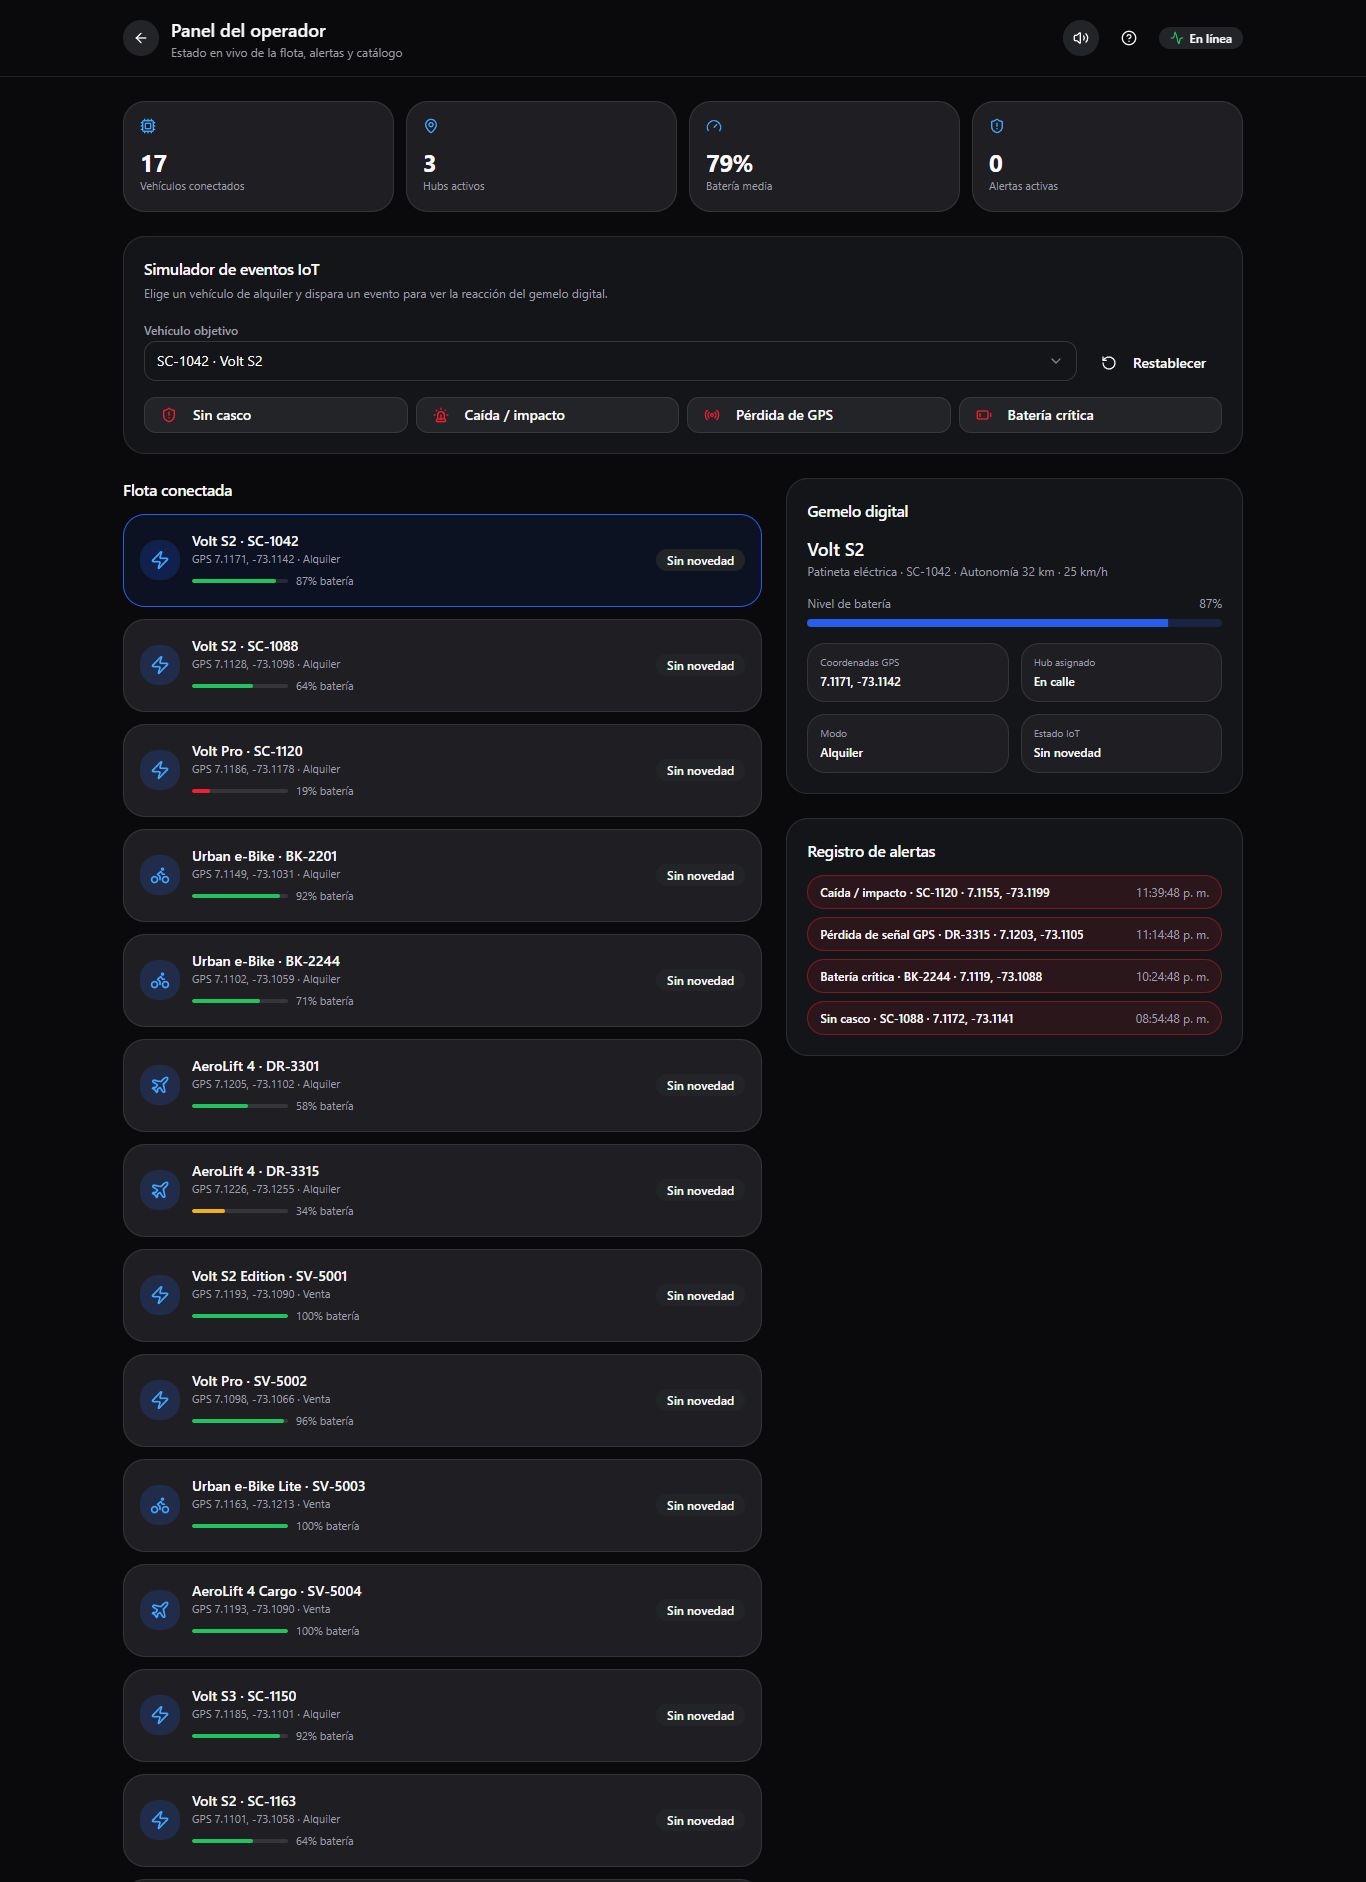 Panel del operador
Estado en vivo de la flota, alertas y catálogo
En línea
17
Vehículos conectados
3
Hubs activos
79%
Batería media
0
Alertas activas
Simulador de eventos IoT
Elige un vehículo de alquiler y dispara un evento para ver la reacción del gemelo digital.
Vehículo objetivo
SC-1042 · Volt S2
Restablecer
Sin casco
Caída / impacto
Pérdida de GPS
Batería crítica
Flota conectada
Volt S2 · SC-1042
GPS 7.1171, -73.1142 · Alquiler
87% batería
Sin novedad
Volt S2 · SC-1088
GPS 7.1128, -73.1098 · Alquiler
64% batería
Sin novedad
Volt Pro · SC-1120
GPS 7.1186, -73.1178 · Alquiler
19% batería
Sin novedad
Urban e-Bike · BK-2201
GPS 7.1149, -73.1031 · Alquiler
92% batería
Sin novedad
Urban e-Bike · BK-2244
GPS 7.1102, -73.1059 · Alquiler
71% batería
Sin novedad
AeroLift 4 · DR-3301
GPS 7.1205, -73.1102 · Alquiler
58% batería
Sin novedad
AeroLift 4 · DR-3315
GPS 7.1226, -73.1255 · Alquiler
34% batería
Sin novedad
Volt S2 Edition · SV-5001
GPS 7.1193, -73.1090 · Venta
100% batería
Sin novedad
Volt Pro · SV-5002
GPS 7.1098, -73.1066 · Venta
96% batería
Sin novedad
Urban e-Bike Lite · SV-5003
GPS 7.1163, -73.1213 · Venta
100% batería
Sin novedad
AeroLift 4 Cargo · SV-5004
GPS 7.1193, -73.1090 · Venta
100% batería
Sin novedad
Volt S3 · SC-1150
GPS 7.1185, -73.1101 · Alquiler
92% batería
Sin novedad
Volt S2 · SC-1163
GPS 7.1101, -73.1058 · Alquiler
64% batería
Sin novedad
Gemelo digital
Volt S2
Patineta eléctrica · SC-1042 · Autonomía 32 km · 25 km/h
Nivel de batería
87%
Coordenadas GPS
7.1171, -73.1142
Hub asignado
En calle
Modo
Alquiler
Estado IoT
Sin novedad
Registro de alertas
Caída / impacto · SC-1120 · 7.1155, -73.1199
11:39:48 p. m.
Pérdida de señal GPS · DR-3315 · 7.1203, -73.1105
11:14:48 p. m.
Batería crítica · BK-2244 · 7.1119, -73.1088
10:24:48 p. m.
Sin casco · SC-1088 · 7.1172, -73.1141
08:54:48 p. m.